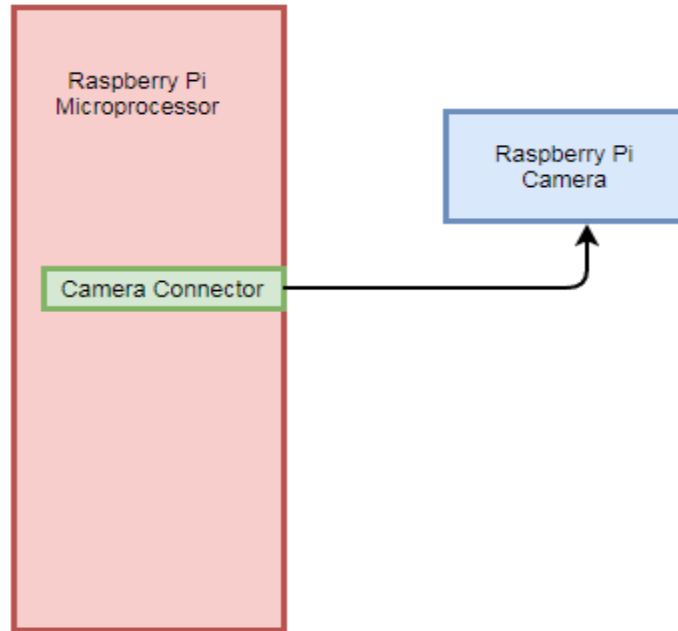 Raspberry Pi
Microprocessor
Raspberry Pi
Camera
Camera Connector